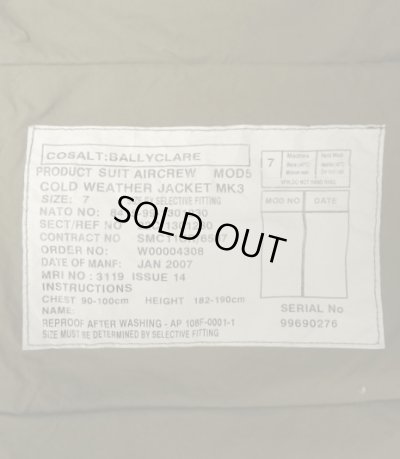 COSALT:BALLYCLARE
PRODUCT SUIT AIRCREW MOD5
COLD WEATHER JACKET MK3
SIZE: 7 SELECTIVE FITTING
NATO NO:
SECT/REF NO
CONTRACT NO
ORDER NO: W00004308
DATE OF MANF: JAN 2007
MRI NO : 3119 ISSUE 14
INSTRUCTIONS
CHEST 90-100cm HEIGHT 182-190cm
NAME:
REPROOF AFTER WASHING - AP 108F-0001-1
SIZE MUST BE DETERMINED BY SELECTIVE FITTING
7
MOD NO DATE
SERIAL No
99690276
SOLD OUT